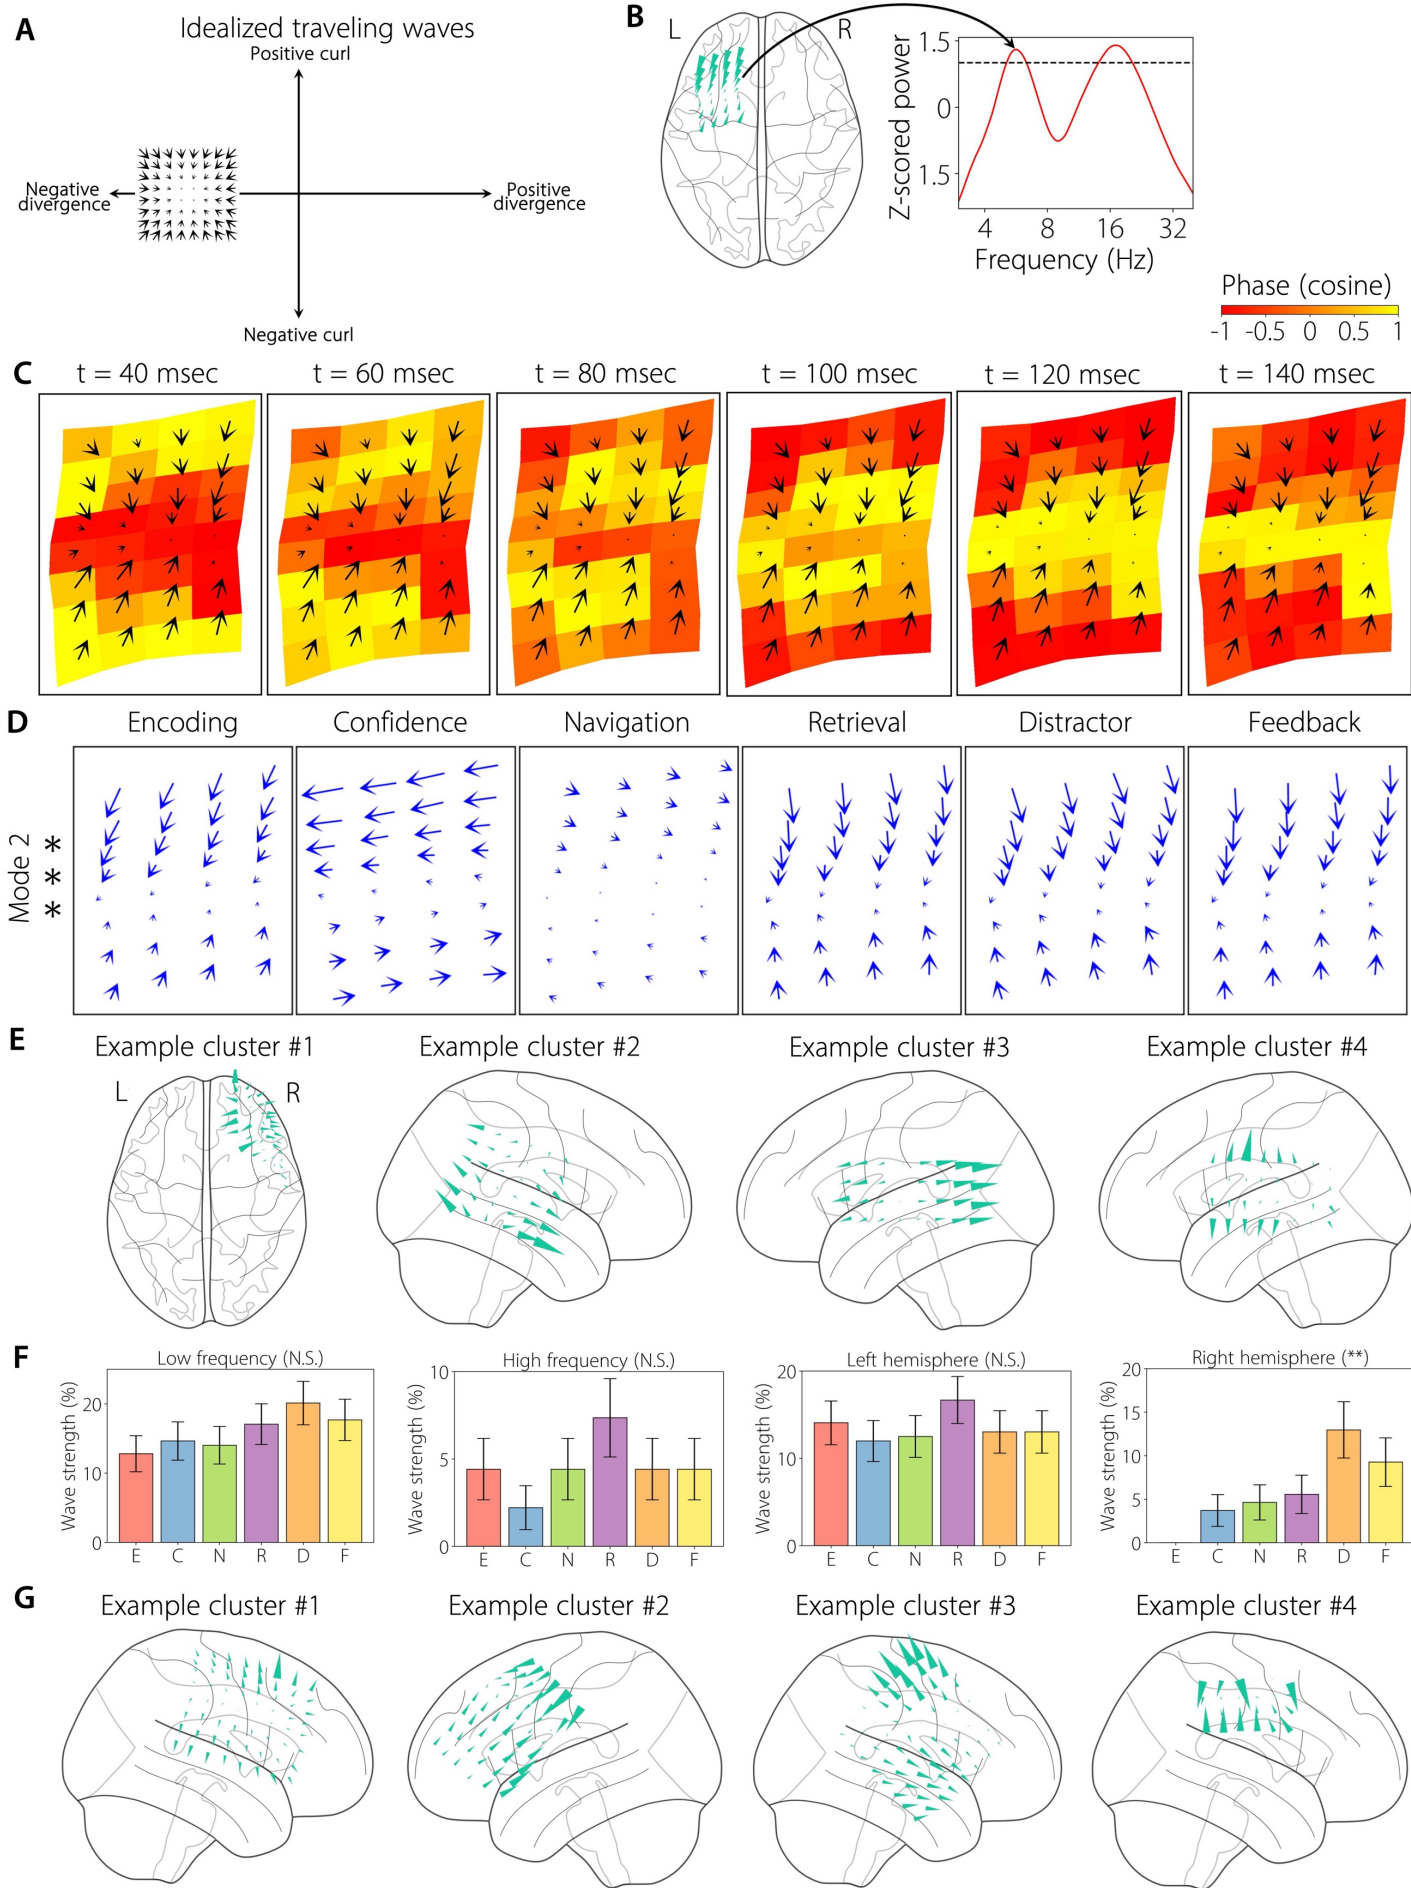 A
Idealized traveling waves
Positive curl
Negative divergence
Positive divergence
Negative curl
B
L
R
Z-scored power
1.5
0
1.5
4 8 16 32
Frequency (Hz)
Phase (cosine)
-1 -0.5 0 0.5 1
C
t = 40 msec
t = 60 msec
t = 80 msec
t = 100 msec
t = 120 msec
t = 140 msec
D
Encoding
Confidence
Navigation
Retrieval
Distractor
Feedback
Mode 2
* * *
E
Example cluster #1
L
R
Example cluster #2
Example cluster #3
Example cluster #4
F
Low frequency (N.S.)
Wave strength (%)
20
10
0
E C N R D F
High frequency (N.S.)
Wave strength (%)
10
5
0
E C N R D F
Left hemisphere (N.S.)
Wave strength (%)
20
10
0
E C N R D F
Right hemisphere (**)
Wave strength (%)
20
15
10
5
0
E C N R D F
G
Example cluster #1
Example cluster #2
Example cluster #3
Example cluster #4